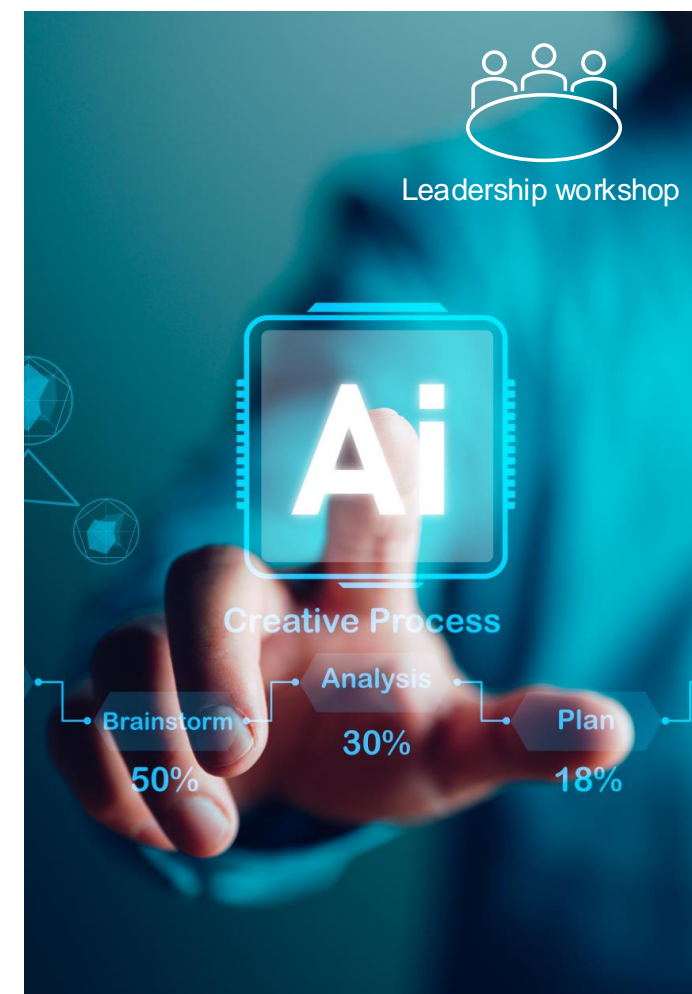 Leadership workshop
Ai
Creative Process
Brainstorm
50%
Analysis
30%
Plan
18%